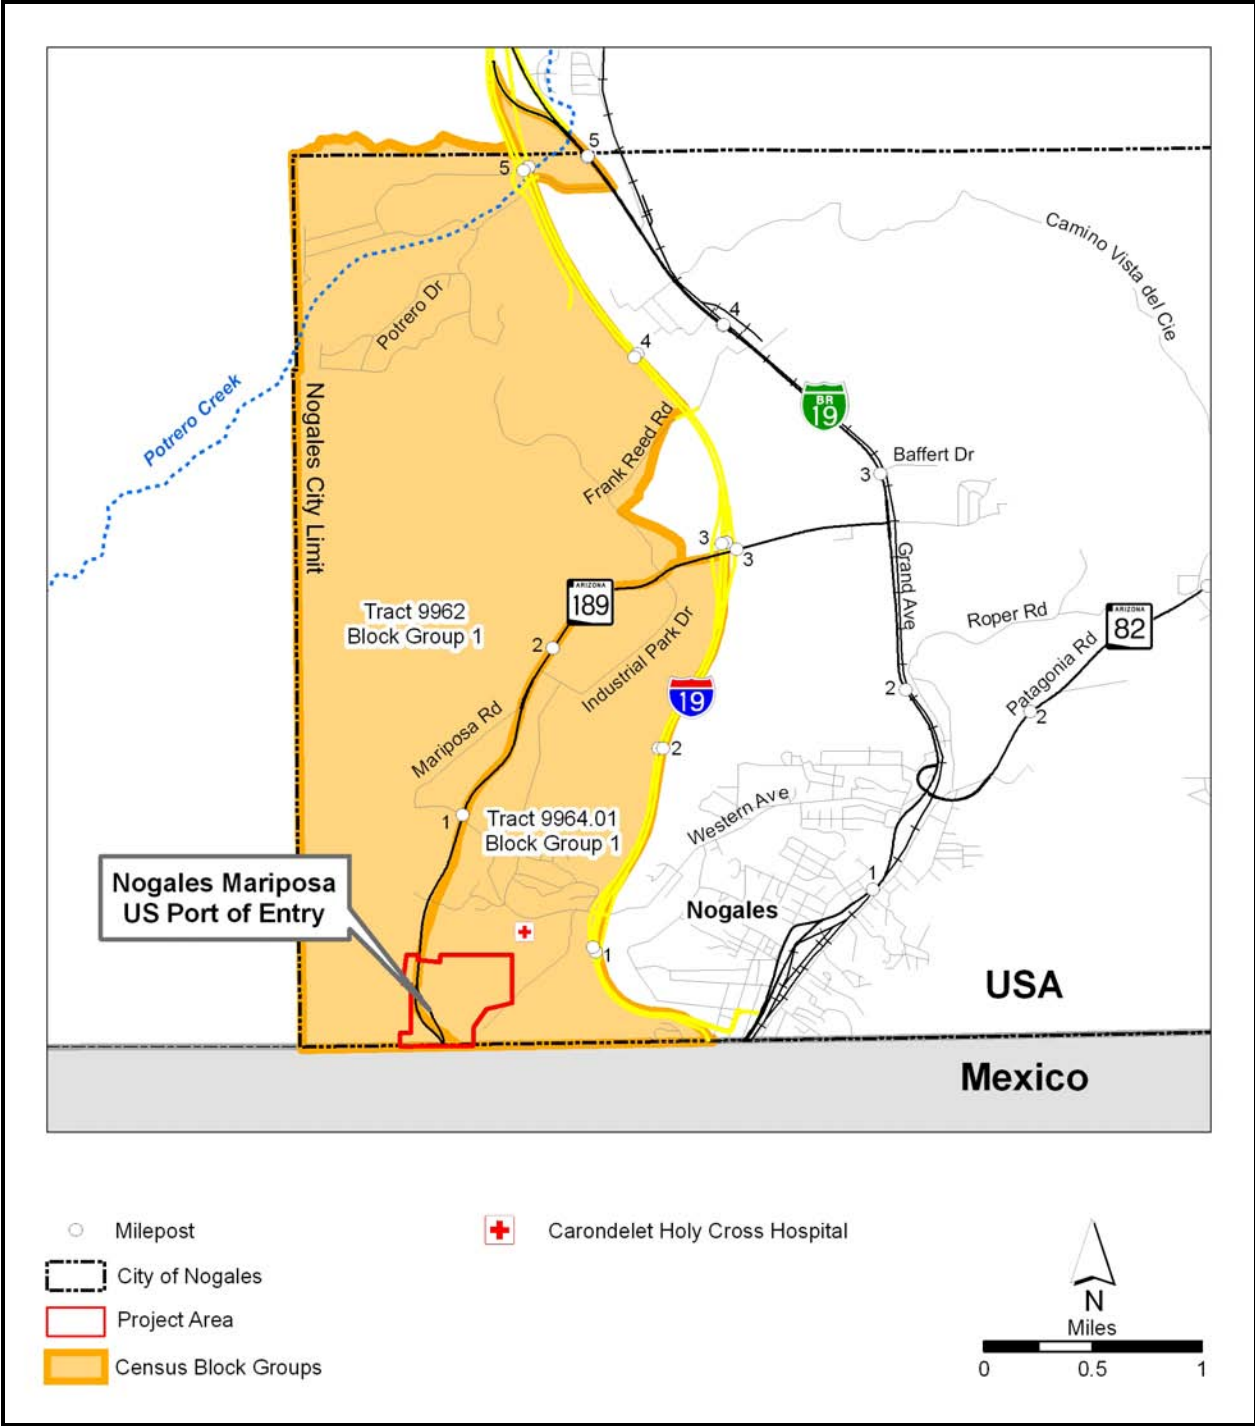 5
5
Camino Vista del Cie
Potrero Dr
4
4
BR
19
Potrero Creek
Nogales City Limit
Frank Reed Rd
Baffert Dr
3
3
3
Grand Ave
ARIZONA
189
Tract 9962
Block Group 1
2
Industrial Park Dr
Roper Rd
ARIZONA
82
Patagonia Rd
2
2
19
Mariposa Rd
2
Western Ave
1
Tract 9964.01
Block Group 1
1
Nogales Mariposa
US Port of Entry
Nogales
1
USA
Mexico
Milepost
City of Nogales
Project Area
Census Block Groups
Carondelet Holy Cross Hospital
N
Miles
0 0.5 1